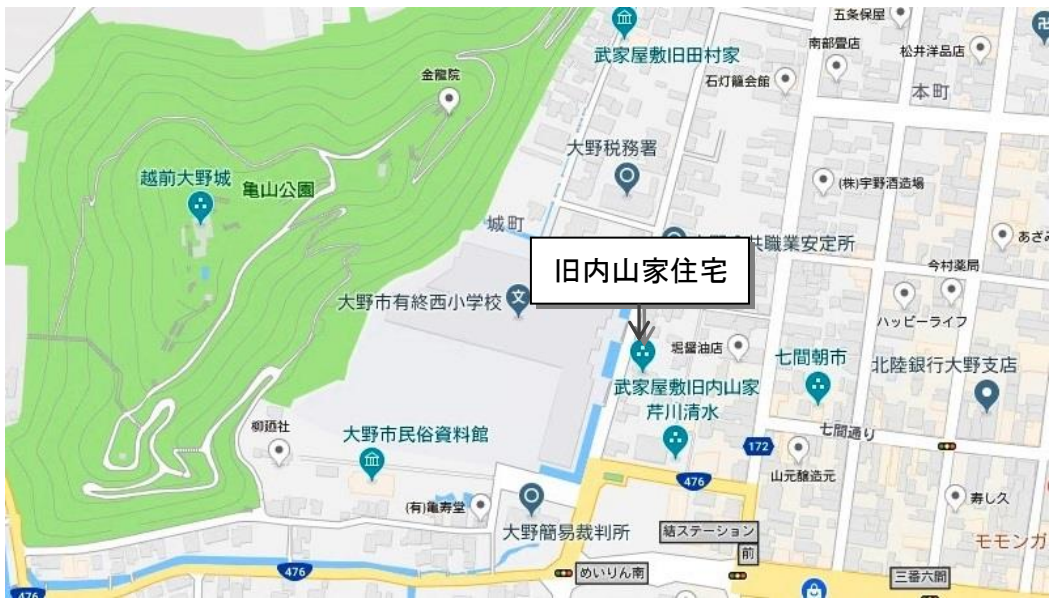 五条保屋
南部畳店
松井洋品店
武家屋敷旧田村家
石灯籠会館
本町
金龍院
大野税務署
越前大野城
亀山公園
(株)宇野酒造場
城町
共職業安定所
あざみ
旧内山家住宅
今村薬局
大野市有終西小学校
文
ハッピーライフ
堀醤油店
七間朝市
北陸銀行大野支店
武家屋敷旧内山家
芹川清水
柳廼社
大野市民俗資料館
七間通り
172
476
山元醸造元
(有)亀寿堂
寿し久
大野簡易裁判所
結ステーション
前
モモンガ
476
めいりん南
三番六間
476